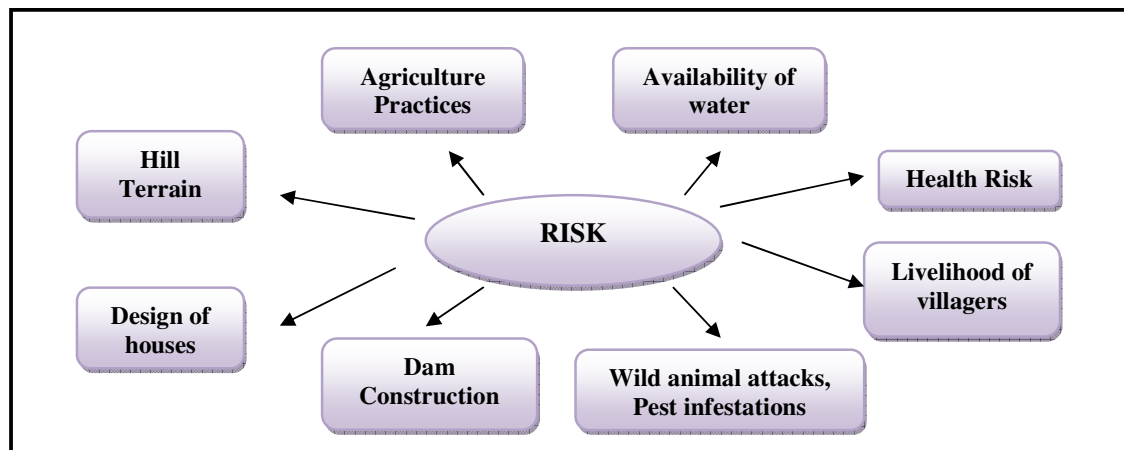 Agriculture
Practices
Availability of
water
Hill
Terrain
Health Risk
RISK
Livelihood of
villagers
Design of
houses
Dam
Construction
Wild animal attacks,
Pest infestations